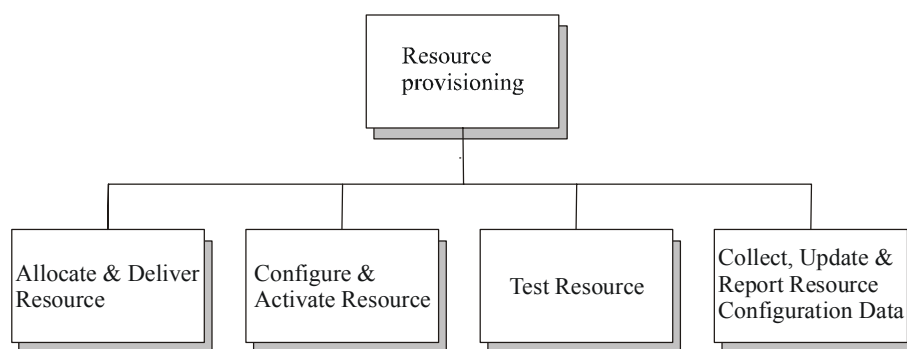 Resource
provisioning
Allocate & Deliver
Resource
Configure &
Activate Resource
Test Resource
Collect, Update &
Report Resource
Configuration Data